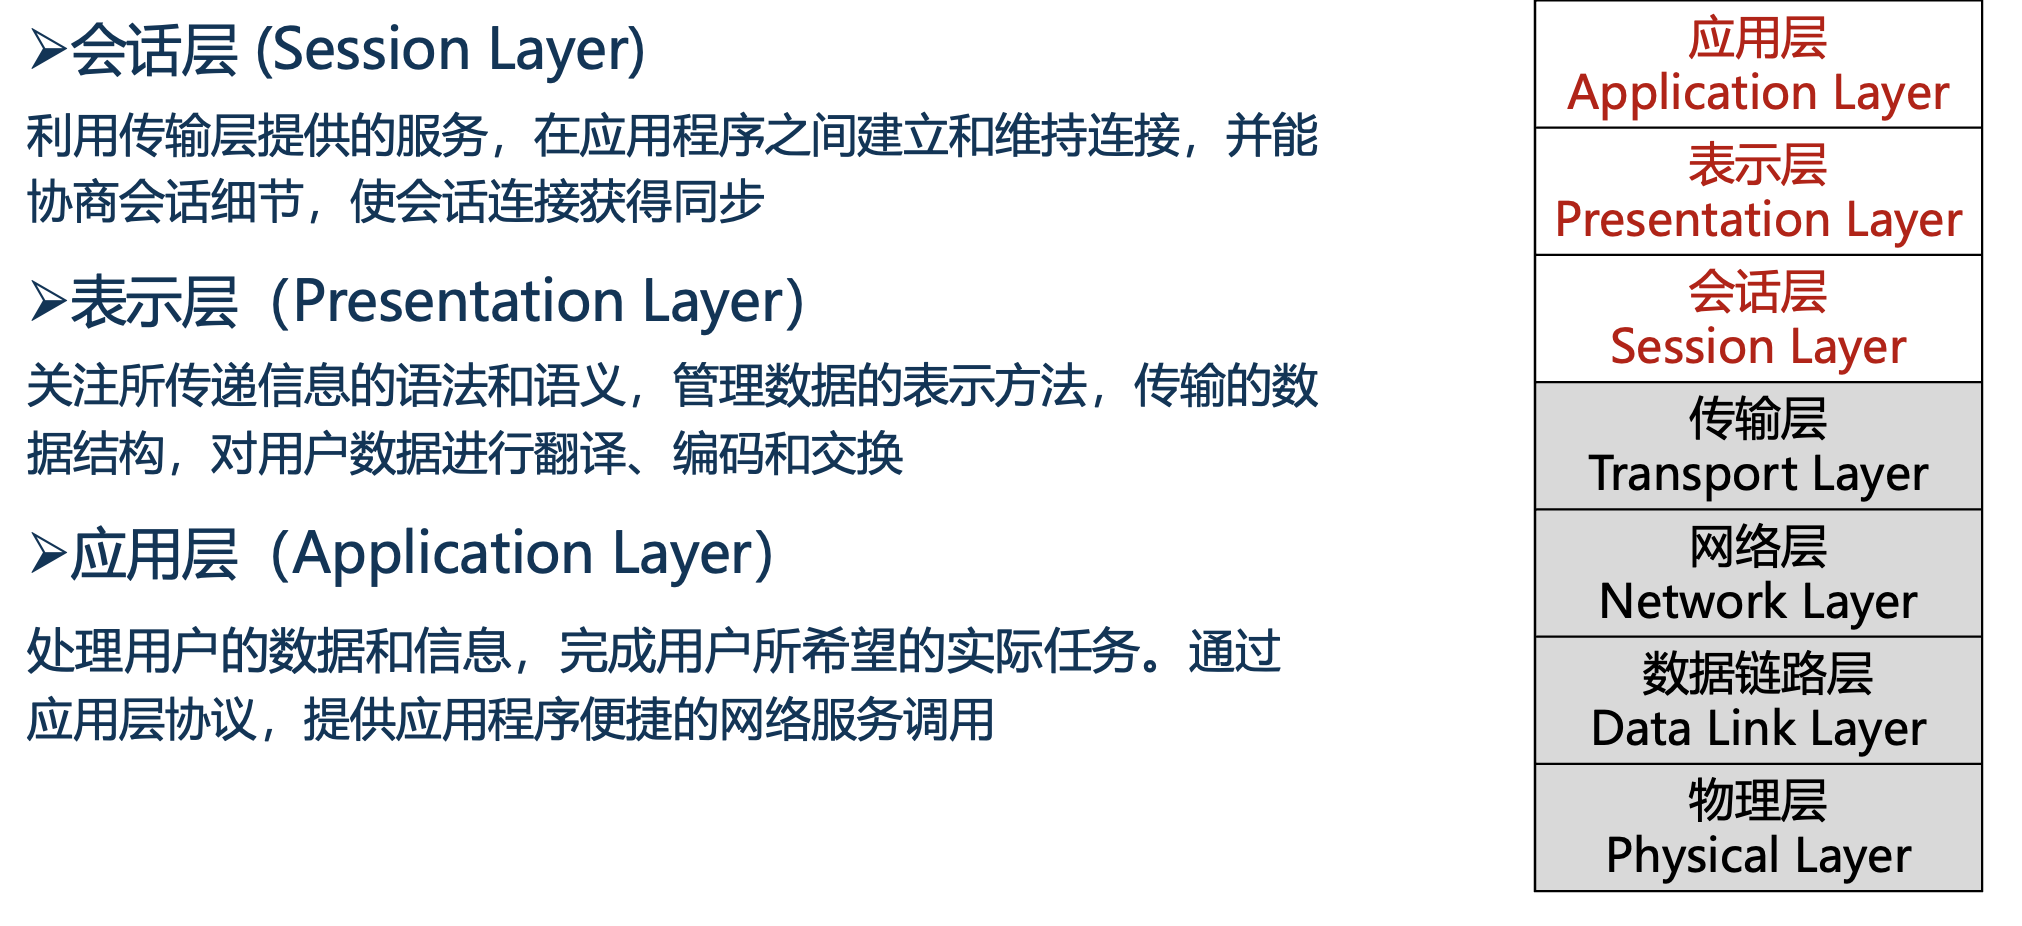 ➢会话层 (Session Layer)
利用传输层提供的服务，在应用程序之间建立和维持连接，并能
协商会话细节，使会话连接获得同步
➢表示层（Presentation Layer）
关注所传递信息的语法和语义，管理数据的表示方法，传输的数
据结构，对用户数据进行翻译、编码和交换
➢应用层（Application Layer）
处理用户的数据和信息，完成用户所希望的实际任务。通过
应用层协议，提供应用程序便捷的网络服务调用
应用层
Application Layer
表示层
Presentation Layer
会话层
Session Layer
传输层
Transport Layer
网络层
Network Layer
数据链路层
Data Link Layer
物理层
Physical Layer